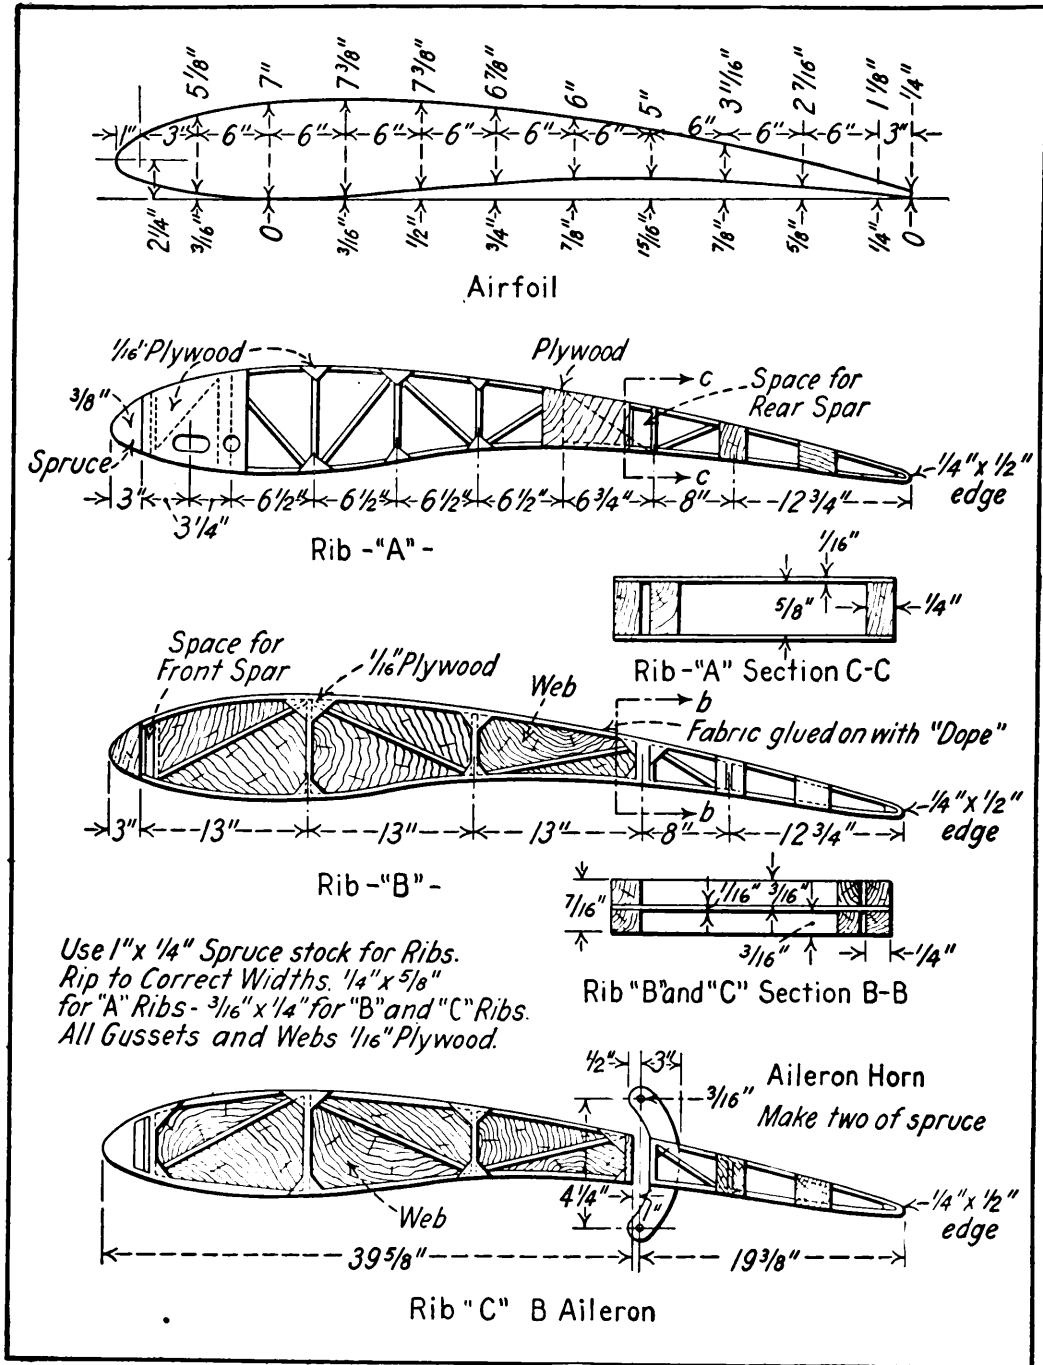 5 1/8" 7" 7 3/8" 7 3/8" 6 7/8" 6" 5" 3 11/16" 2 7/16" 1 1/8" 1/4"
1" 3" 6" 6" 6" 6" 6" 6" 6" 6" 6" 3"
2 1/4" 3/16" 0 3/16" 1/2" 3/4" 7/8" 15/16" 7/8" 5/8" 1/4" 0
Airfoil
1/16" Plywood
Plywood
c
Space for
Rear Spar
3/8"
Spruce
c
1/4" x 1/2"
edge
3" 3 1/4" 6 1/2" 6 1/2" 6 1/2" 6 1/2" 6 3/4" 8" 12 3/4"
Rib-"A"-
1/16"
5/8"
1/4"
Rib-"A" Section C-C
Space for
Front Spar
1/16" Plywood
Web
b
Fabric glued on with "Dope"
b
1/4" x 1/2"
edge
3" 13" 13" 13" 8" 12 3/4"
Rib-"B"-
7/16"
1/16" 3/16"
3/16"
1/4"
Rib "B" and "C" Section B-B
Use 1" x 1/4" Spruce stock for Ribs.
Rip to Correct Widths. 1/4" x 5/8"
for "A" Ribs- 3/16" x 1/4" for "B" and "C" Ribs.
All Gussets and Webs 1/16" Plywood.
1/2" 3"
3/16"
Aileron Horn
Make two of spruce
4 1/4"
1"
Web
1/4" x 1/2"
edge
39 5/8" 19 3/8"
Rib "C" B Aileron